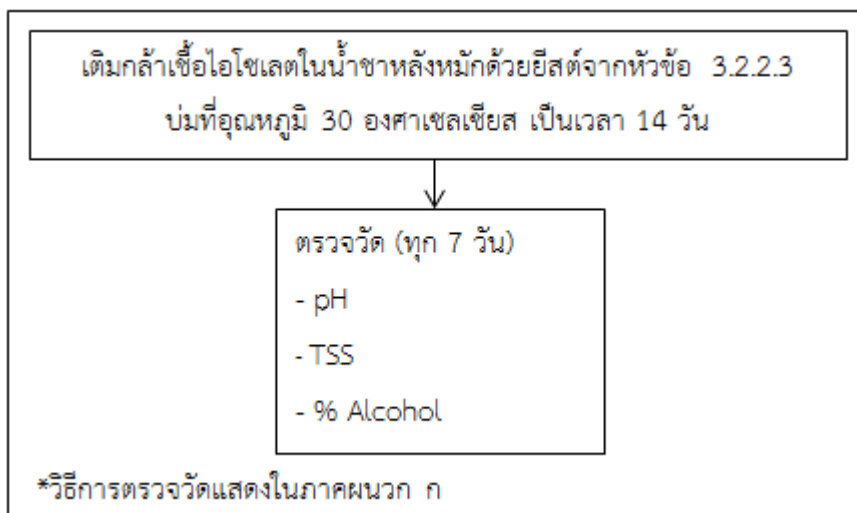 เติมกล้าเชื้อไอโซเลตในน้ำชาหลังหมักด้วยยีสต์จากหัวข้อ 3.2.2.3
บ่มที่อุณหภูมิ 30 องศาเซลเซียส เป็นเวลา 14 วัน
ตรวจวัด (ทุก 7 วัน)
- pH
- TSS
- % Alcohol
*วิธีการตรวจวัดแสดงในภาคผนวก ก